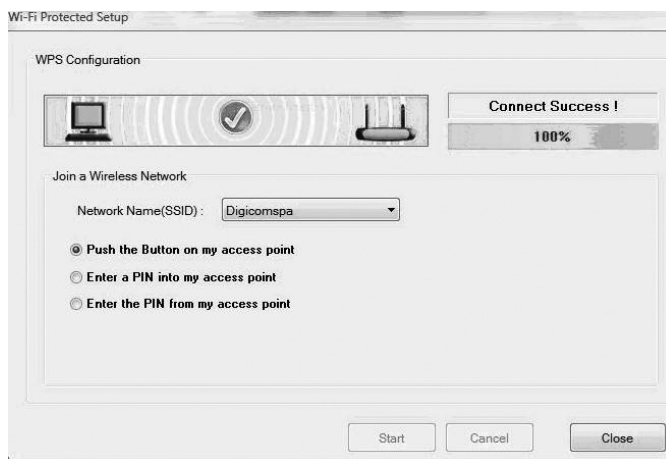 Wi-Fi Protected Setup
WPS Configuration
Connect Success !
100%
Join a Wireless Network
Network Name(SSID) : Digicomspa
Push the Button on my access point
Enter a PIN into my access point
Enter the PIN from my access point
Start Cancel Close